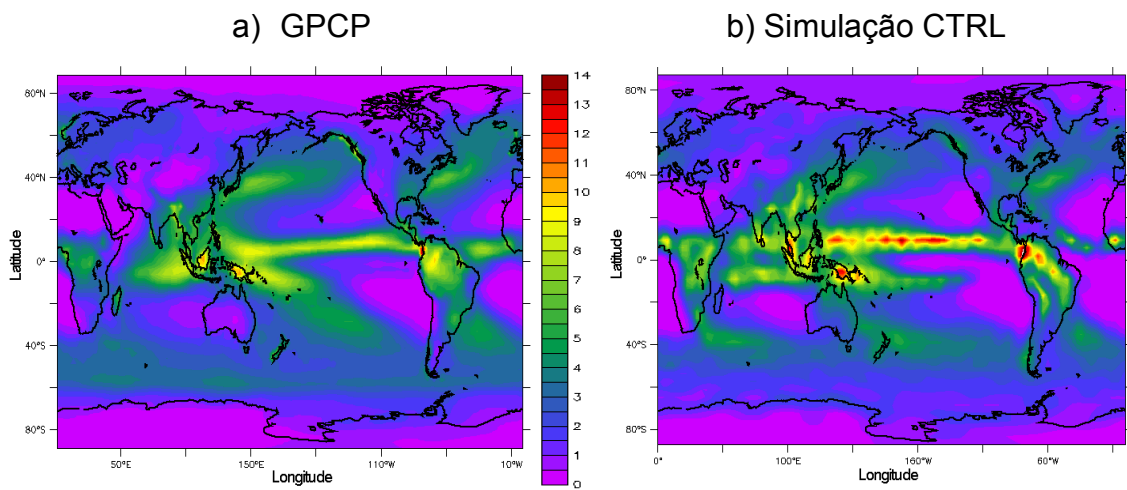 a) GPCP
b) Simulação CTRL
60°N
40°N
Latitude
0°
40°S
80°S
50°E
150°E
110°W
10°W
Longitude
14
13
12
11
10
9
8
7
6
5
4
3
2
1
0
80°N
40°N
Latitude
0°
40°S
80°S
0°
100°E
160°W
60°W
Longitude